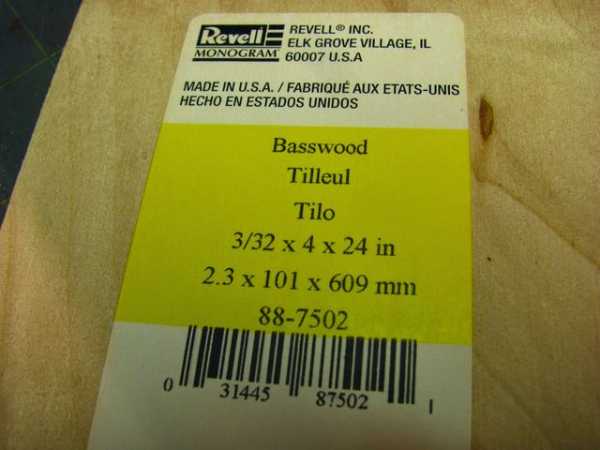 Revell
MONOGRAM
REVELL® INC.
ELK GROVE VILLAGE, IL
60007 U.S.A
MADE IN U.S.A. / FABRIQUÉ AUX ETATS-UNIS
HECHO EN ESTADOS UNIDOS
Basswood
Tilleul
Tilo
3/32 x 4 x 24 in
2.3 x 101 x 609 mm
88-7502
0 31445 87502 1